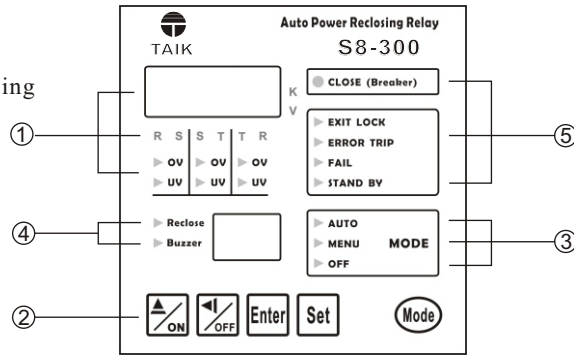 Auto Power Reclosing Relay
TAIK
S8-300
ing
K
V
CLOSE (Breaker)
EXIT LOCK
ERROR TRIP
FAIL
STAND BY
①
⑤
R S S T T R
OV OV OV
UV UV UV
④
Reclose
Buzzer
AUTO
MENU MODE
OFF
③
②
ON
OFF
Enter
Set
Mode